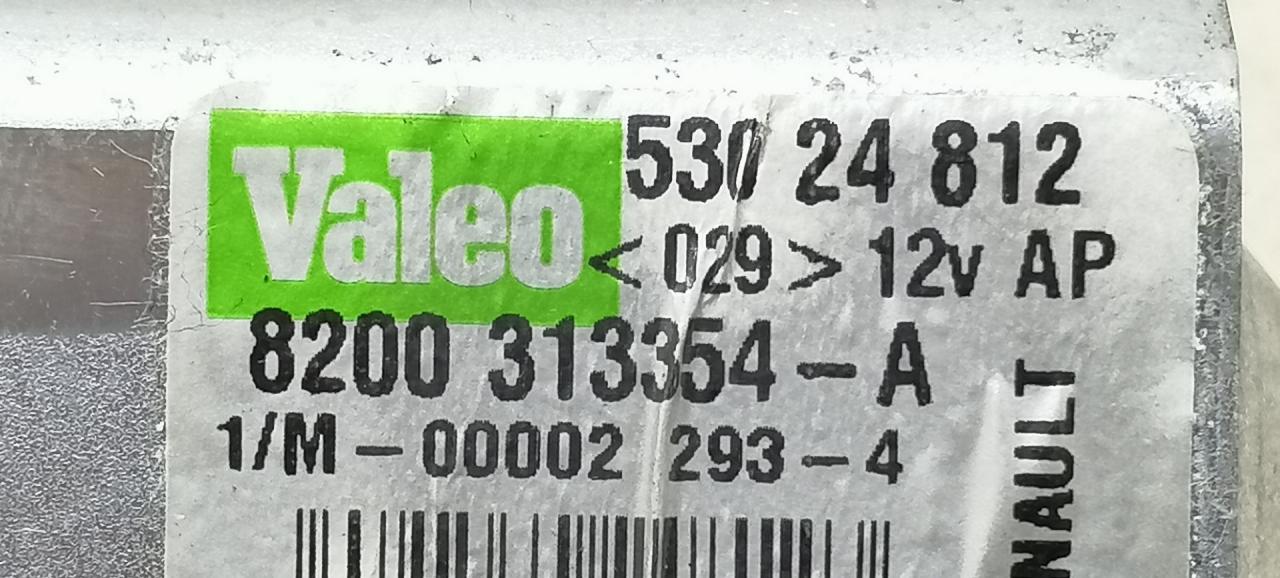 Valeo 530 24 812
<029> 12v AP
8200 313354-A
1/M-00002 293-4
NAULT